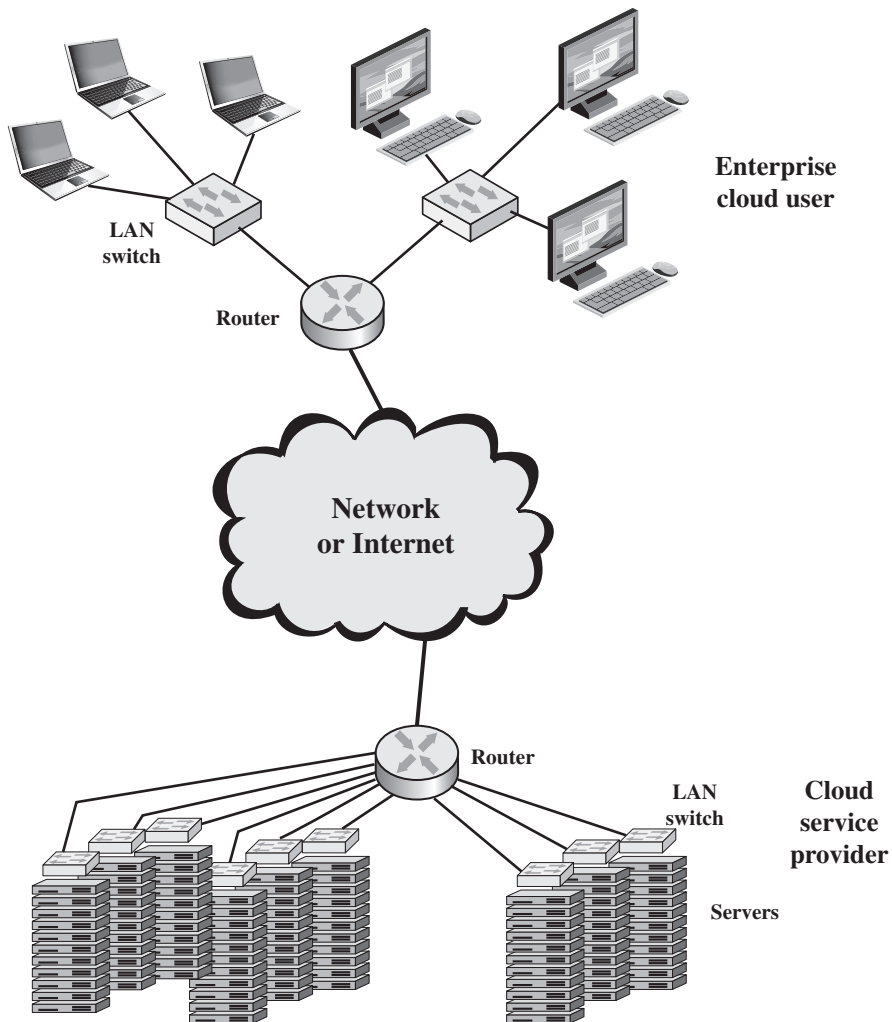 Enterprise
cloud user
LAN
switch
Router
Network
or Internet
Router
LAN
switch
Cloud
service
provider
Servers